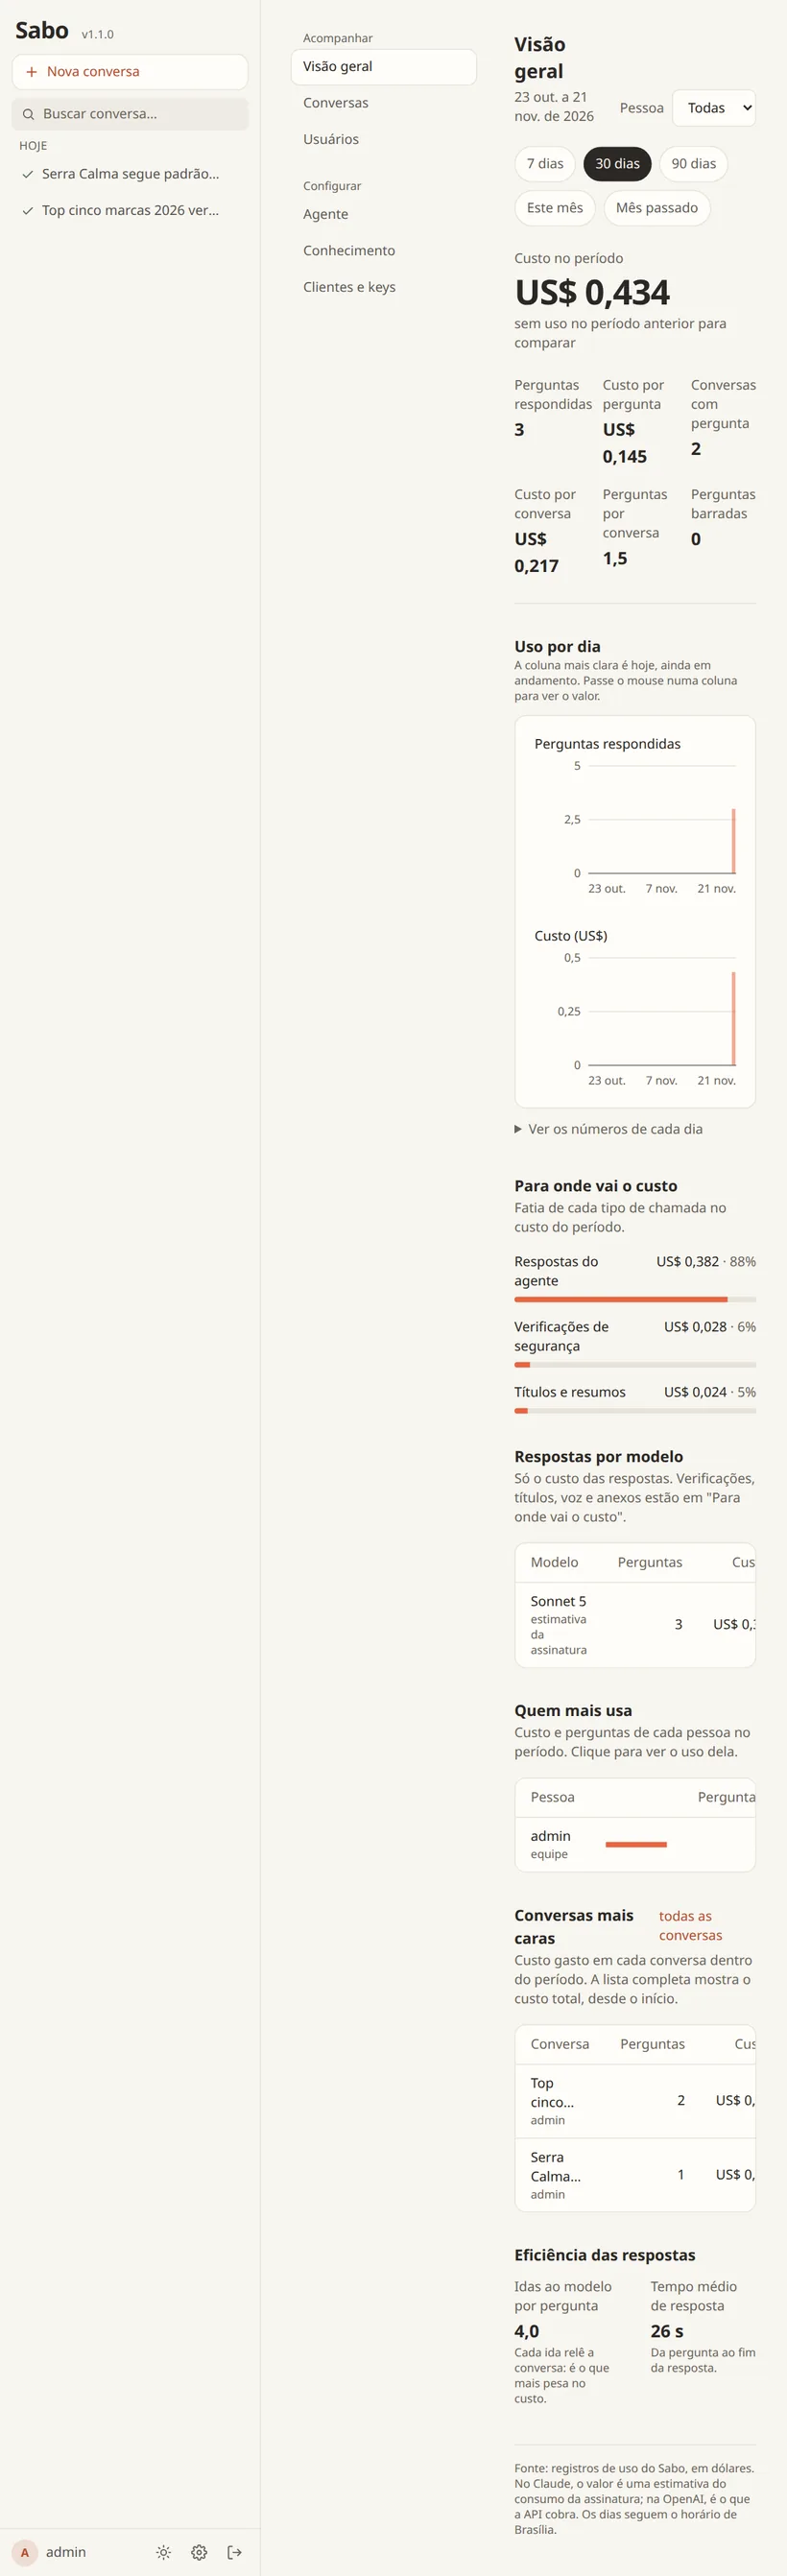 Sabo v1.1.0
Nova conversa
Buscar conversa...
HOJE
Serra Calma segue padrão...
Top cinco marcas 2026 ver...
A admin
Acompanhar
Visão geral
Conversas
Usuários
Configurar
Agente
Conhecimento
Clientes e keys
Visão
geral
23 out. a 21
nov. de 2026
Pessoa Todas
7 dias 30 dias 90 dias
Este mês Mês passado
Custo no período
US$ 0,434
sem uso no período anterior para
comparar
Perguntas
respondidas
3
Custo por
pergunta
US$
0,145
Conversas
com
pergunta
2
Custo por
conversa
US$
0,217
Perguntas
por
conversa
1,5
Perguntas
barradas
0
Uso por dia
A coluna mais clara é hoje, ainda em
andamento. Passe o mouse numa coluna
para ver o valor.
Perguntas respondidas
5
2,5
0
23 out. 7 nov. 21 nov.
Custo (US$)
0,5
0,25
0
23 out. 7 nov. 21 nov.
Ver os números de cada dia
Para onde vai o custo
Fatia de cada tipo de chamada no
custo do período.
Respostas do
agente
US$ 0,382 · 88%
Verificações de
segurança
US$ 0,028 · 6%
Títulos e resumos US$ 0,024 · 5%
Respostas por modelo
Só o custo das respostas. Verificações,
títulos, voz e anexos estão em "Para
onde vai o custo".
Modelo Perguntas Cus
Sonnet 5
estimativa
da
assinatura
3 US$ 0,3
Quem mais usa
Custo e perguntas de cada pessoa no
período. Clique para ver o uso dela.
Pessoa Pergunta
admin
equipe
Conversas mais
caras
todas as
conversas
Custo gasto em cada conversa dentro
do período. A lista completa mostra o
custo total, desde o início.
Conversa Perguntas Cus
Top
cinco...
admin
2 US$ 0,
Serra
Calma...
admin
1 US$ 0,
Eficiência das respostas
Idas ao modelo
por pergunta
4,0
Cada ida relê a
conversa: é o que
mais pesa no
custo.
Tempo médio
de resposta
26 s
Da pergunta ao fim
da resposta.
Fonte: registros de uso do Sabo, em dólares.
No Claude, o valor é uma estimativa do
consumo da assinatura; na OpenAI, é o que
a API cobra. Os dias seguem o horário de
Brasília.